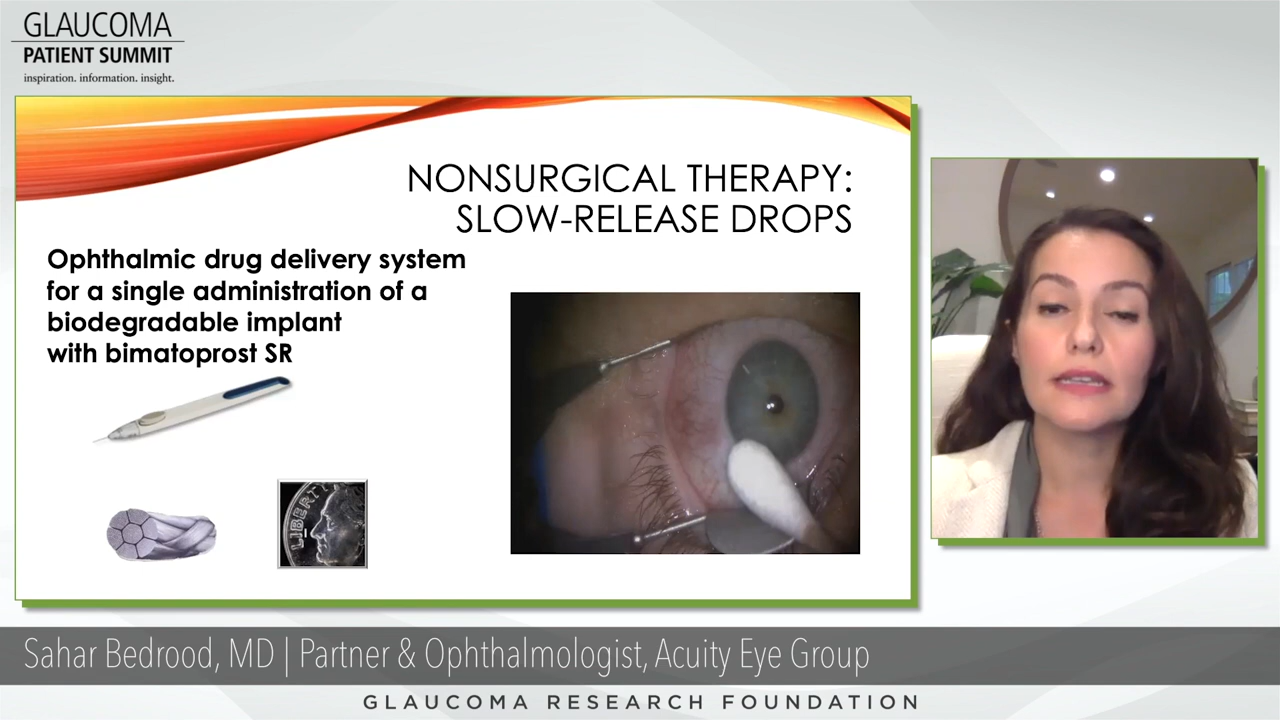 GLAUCOMA
PATIENT SUMMIT
inspiration. information. insight.
NONSURGICAL THERAPY:
SLOW-RELEASE DROPS
Ophthalmic drug delivery system
for a single administration of a
biodegradable implant
with bimatoprost SR
LIBERTY
Sahar Bedrood, MD | Partner & Ophthalmologist, Acuity Eye Group
GLAUCOMA RESEARCH FOUNDATION